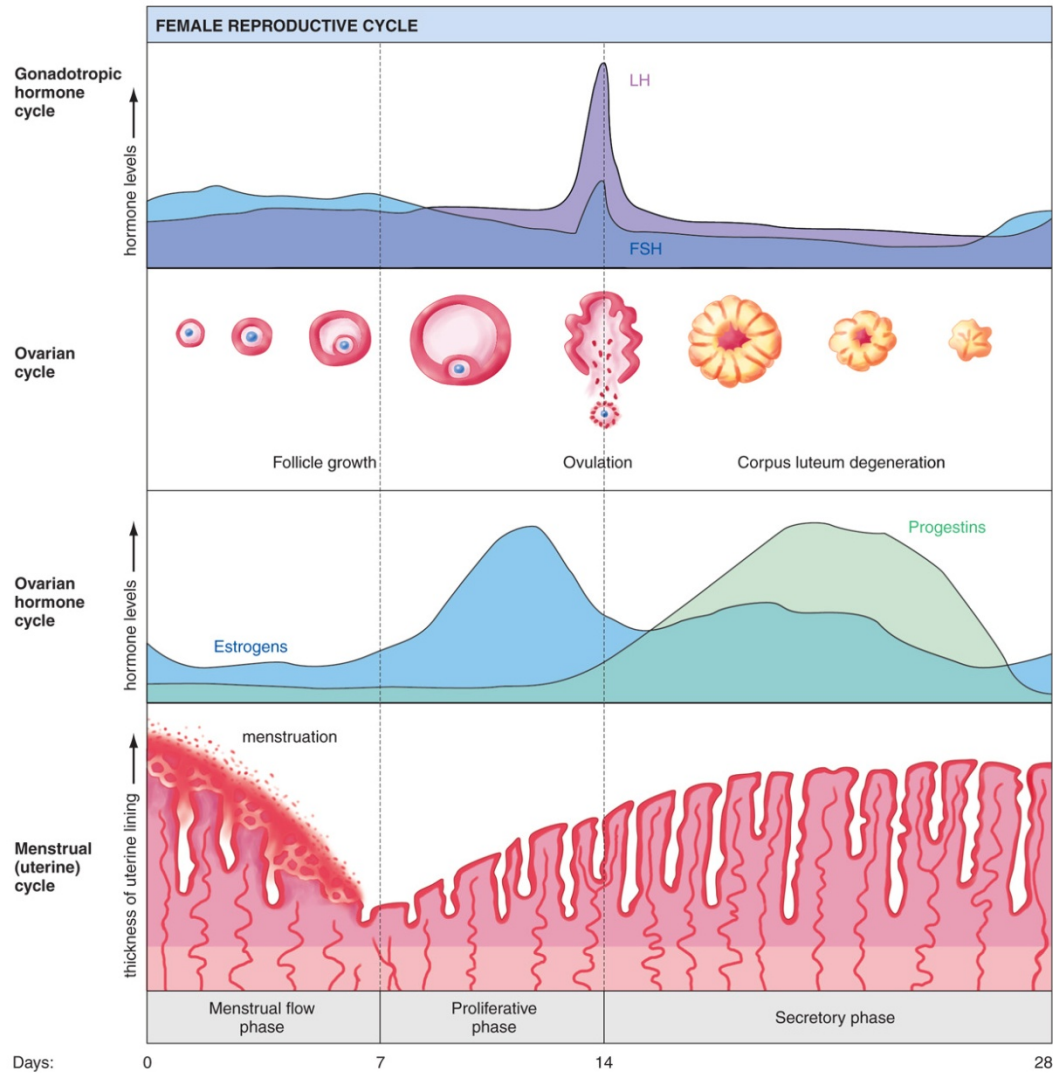 FEMALE REPRODUCTIVE CYCLE
Gonadotropic
hormone
cycle
hormone levels
LH
FSH
Ovarian
cycle
Follicle growth
Ovulation
Corpus luteum degeneration
Ovarian
hormone
cycle
hormone levels
Estrogens
Progestins
Menstrual
(uterine)
cycle
thickness of uterine lining
menstruation
Menstrual flow
phase
Proliferative
phase
Secretory phase
Days: 0 7 14 28